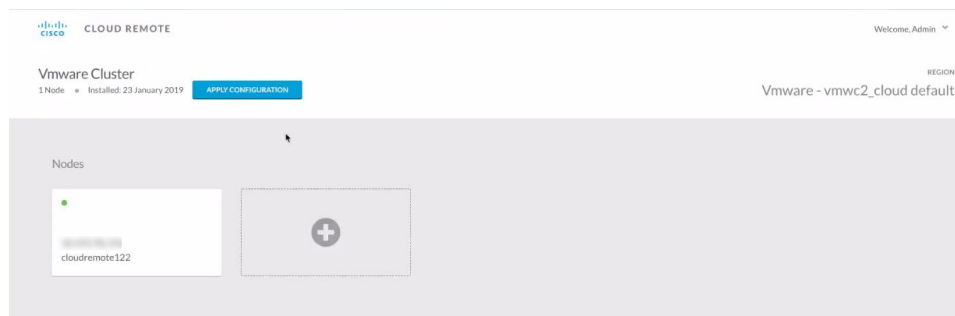 CISCO CLOUD REMOTE
Welcome, Admin
Vmware Cluster
1 Node Installed: 23 January 2019
APPLY CONFIGURATION
REGION
Vmware - vmwc2_cloud default
Nodes
cloudremote122